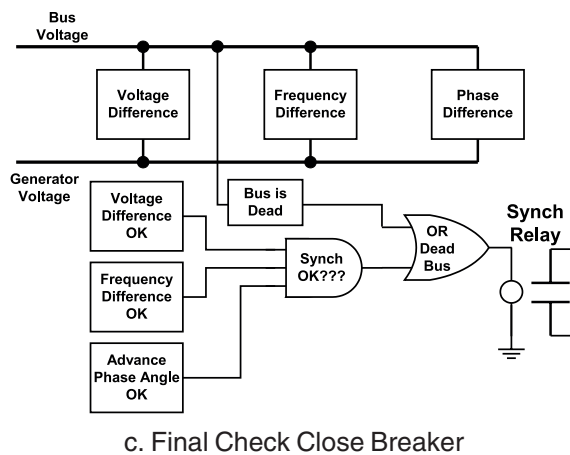 Bus
Voltage
Voltage
Difference
Frequency
Difference
Phase
Difference
Generator
Voltage
Voltage
Difference
OK
Bus is
Dead
Frequency
Difference
OK
Advance
Phase Angle
OK
Synch
OK???
OR
Dead
Bus
Synch
Relay
c. Final Check Close Breaker